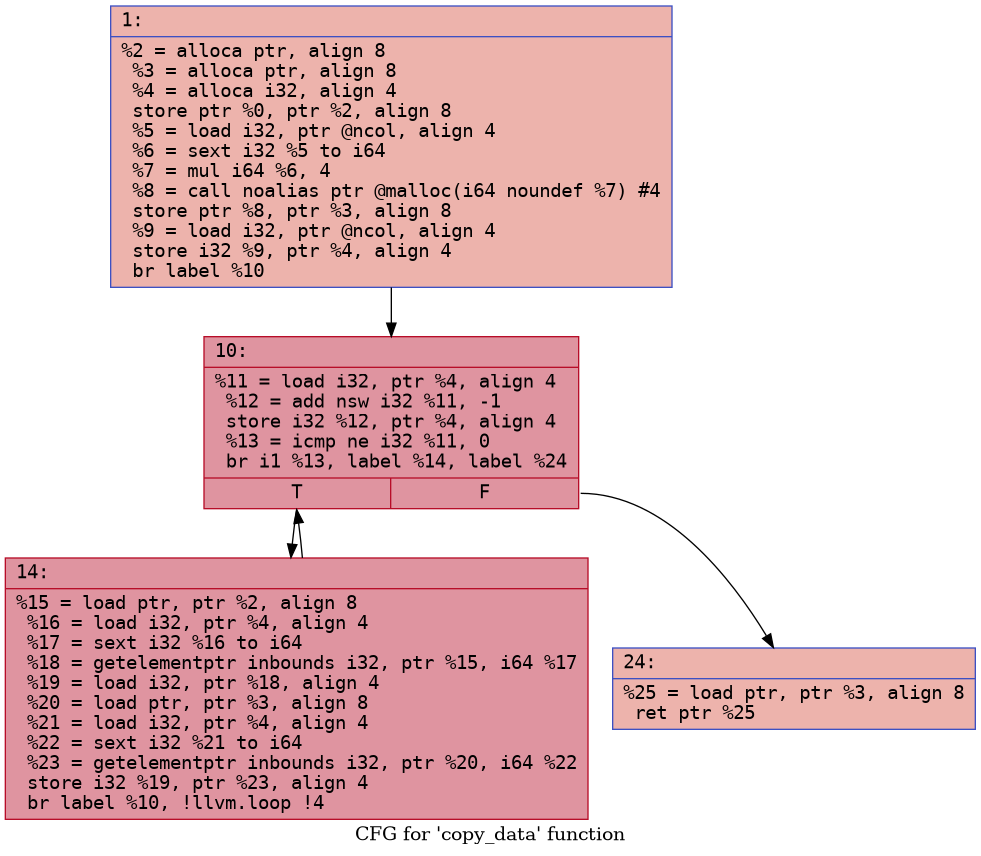 1:
%2 = alloca ptr, align 8
%3 = alloca ptr, align 8
%4 = alloca i32, align 4
store ptr %0, ptr %2, align 8
%5 = load i32, ptr @ncol, align 4
%6 = sext i32 %5 to i64
%7 = mul i64 %6, 4
%8 = call noalias ptr @malloc(i64 noundef %7) #4
store ptr %8, ptr %3, align 8
%9 = load i32, ptr @ncol, align 4
store i32 %9, ptr %4, align 4
br label %10
10:
%11 = load i32, ptr %4, align 4
%12 = add nsw i32 %11, -1
store i32 %12, ptr %4, align 4
%13 = icmp ne i32 %11, 0
br i1 %13, label %14, label %24
T F
14:
%15 = load ptr, ptr %2, align 8
%16 = load i32, ptr %4, align 4
%17 = sext i32 %16 to i64
%18 = getelementptr inbounds i32, ptr %15, i64 %17
%19 = load i32, ptr %18, align 4
%20 = load ptr, ptr %3, align 8
%21 = load i32, ptr %4, align 4
%22 = sext i32 %21 to i64
%23 = getelementptr inbounds i32, ptr %20, i64 %22
store i32 %19, ptr %23, align 4
br label %10, !llvm.loop !4
24:
%25 = load ptr, ptr %3, align 8
ret ptr %25
CFG for 'copy_data' function